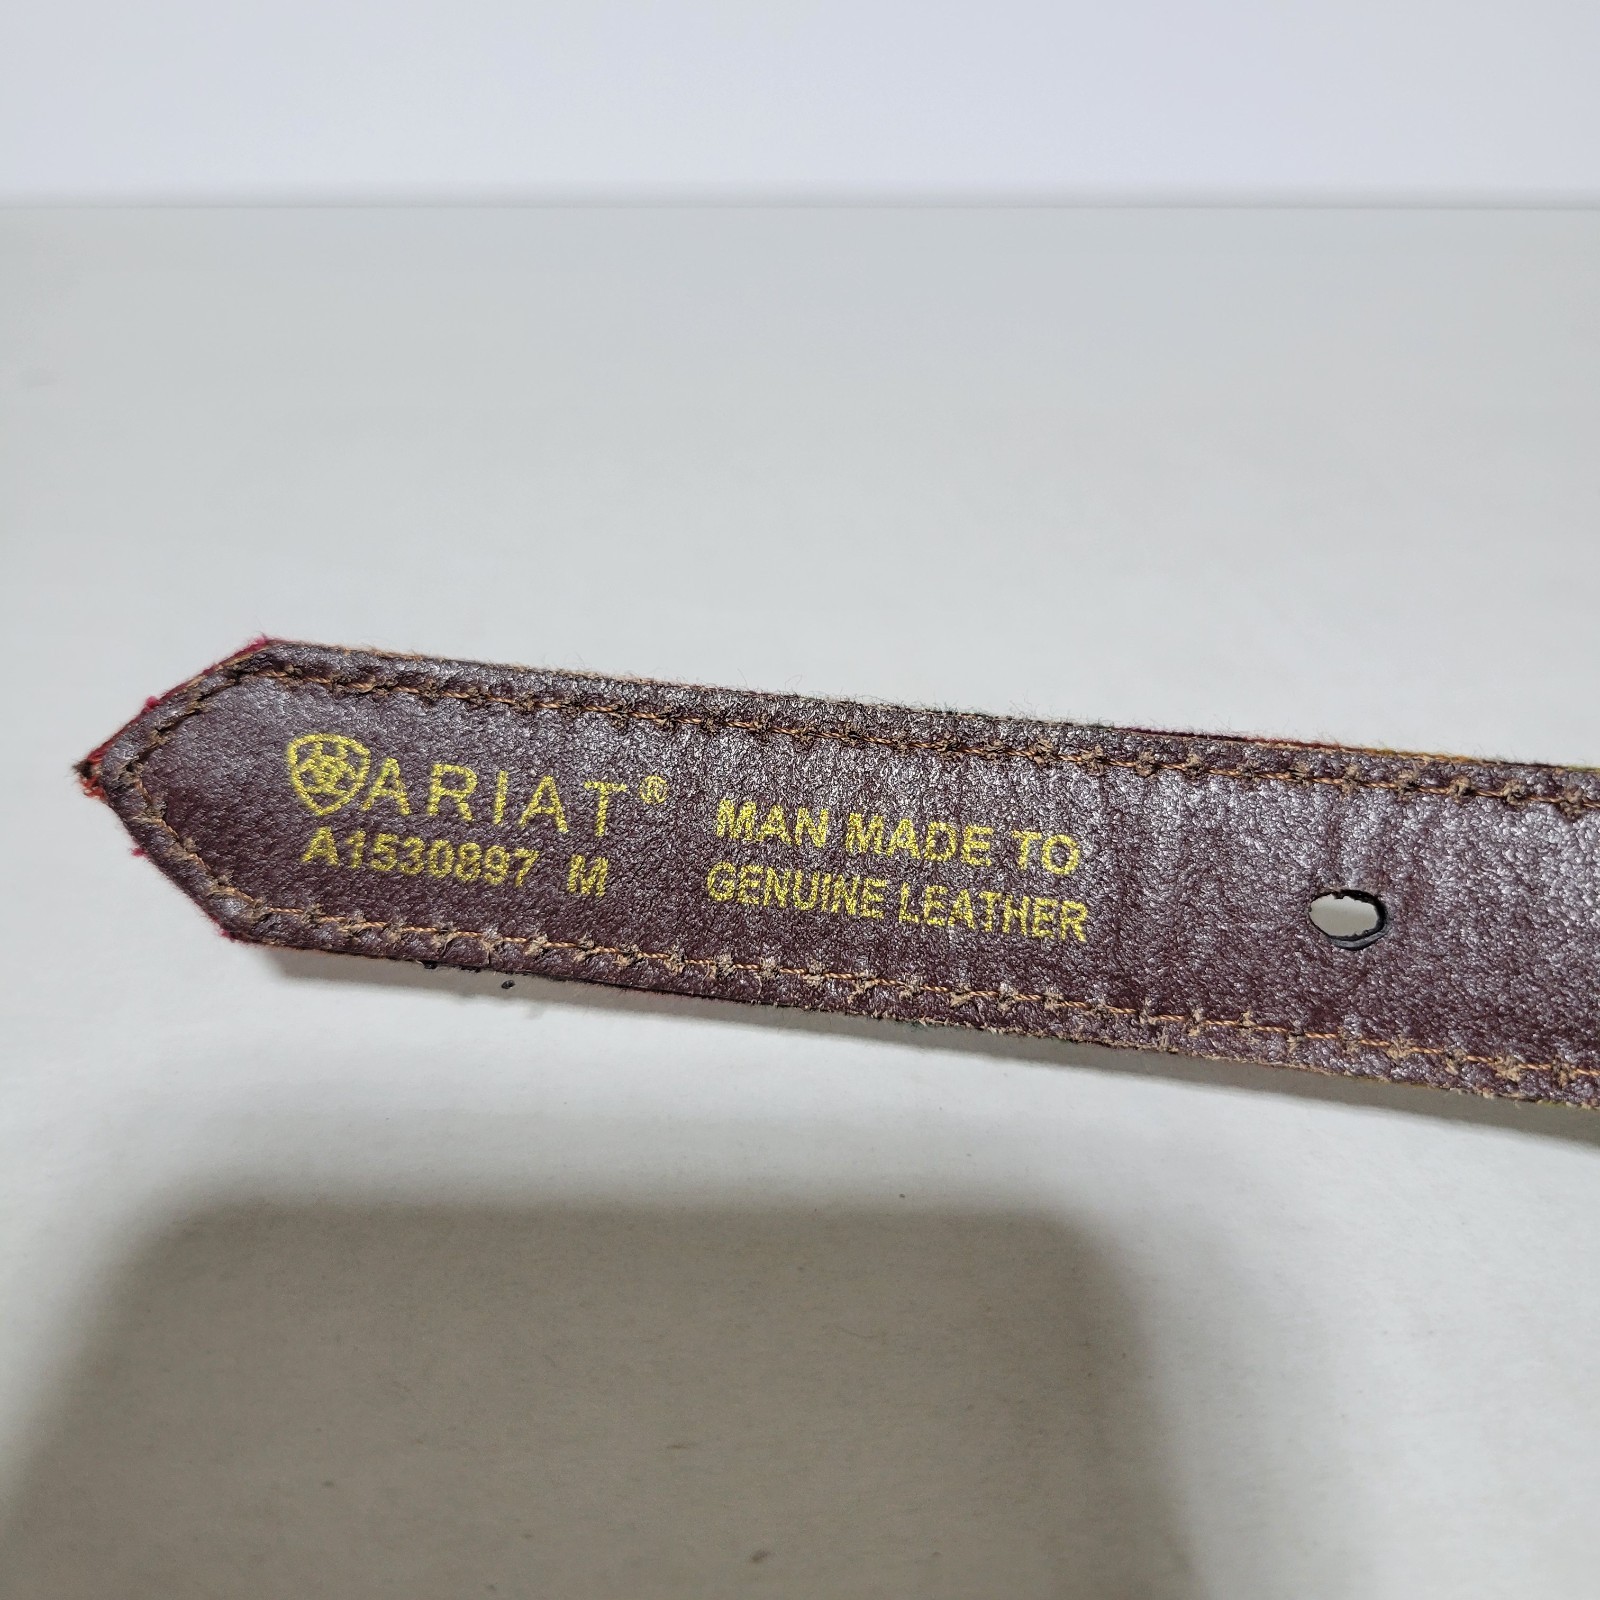 ARIAT®
A1530897 M
MAN MADE TO
GENUINE LEATHER